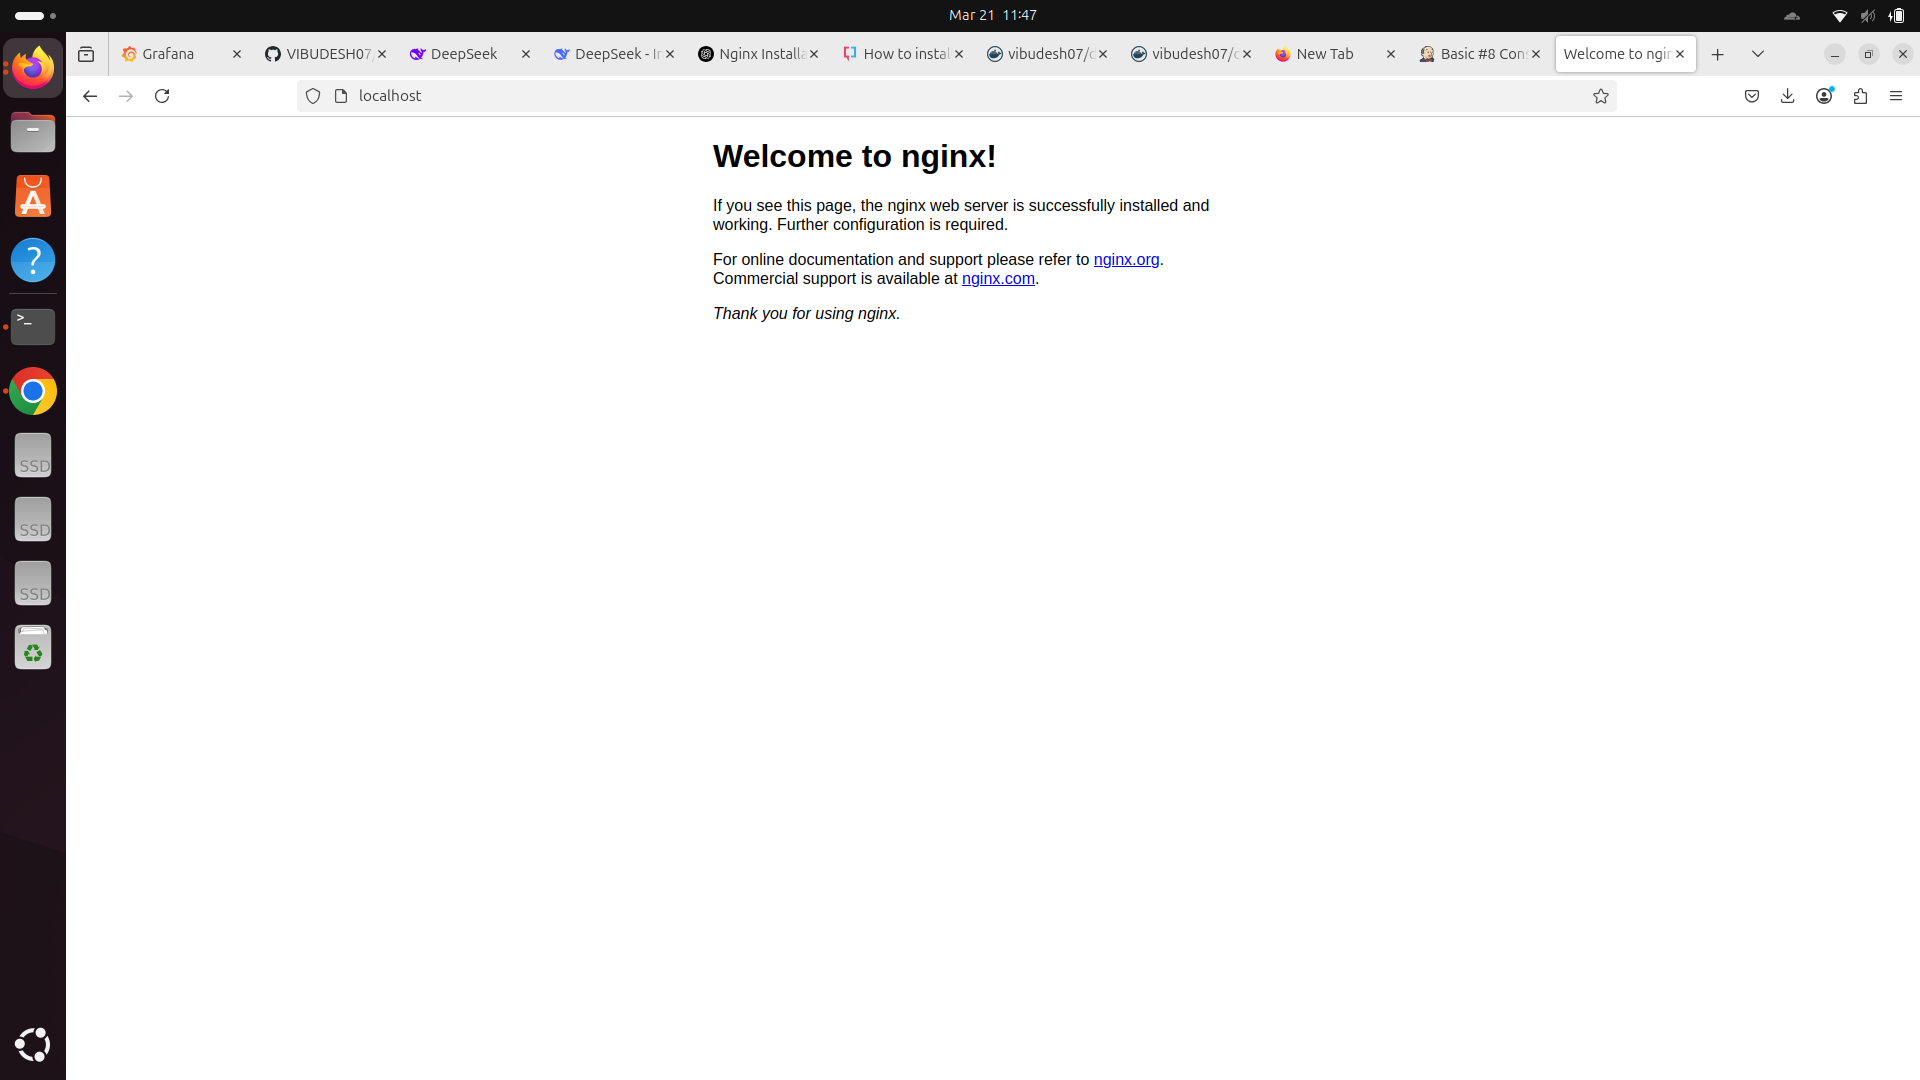 Mar 21 11:47
Grafana
VIBUDESH07
DeepSeek
DeepSeek - I
Nginx Install
How to instal
vibudesh07/
vibudesh07/
New Tab
Basic #8 Con
Welcome to ngin
localhost
Welcome to nginx!
If you see this page, the nginx web server is successfully installed and
working. Further configuration is required.
For online documentation and support please refer to nginx.org.
Commercial support is available at nginx.com.
Thank you for using nginx.
>_
SSD
SSD
SSD